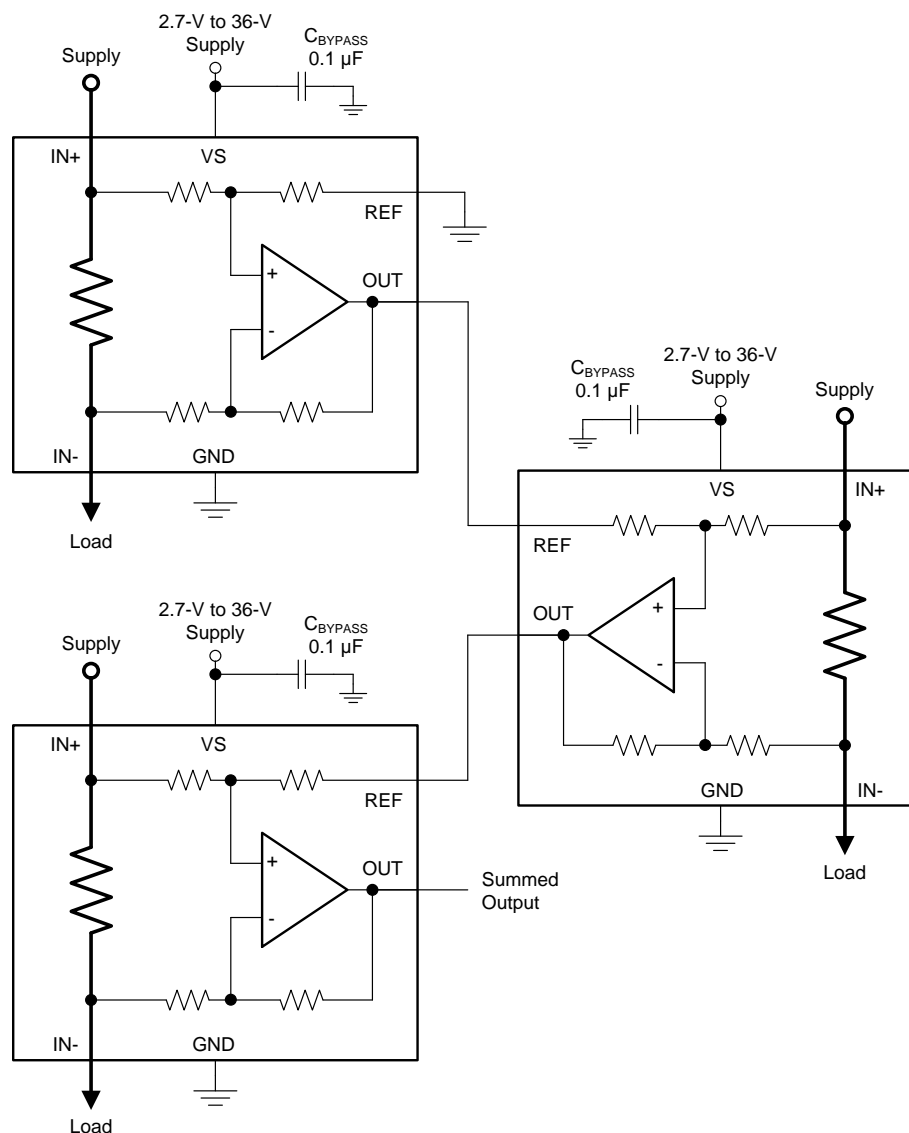 2.7-V to 36-V
Supply
CBYPASS
0.1 µF
Supply
IN+
VS
REF
+
OUT
-
IN-
GND
Load
2.7-V to 36-V
Supply
CBYPASS
0.1 µF
Supply
VS
IN+
REF
OUT
+
-
GND
IN-
Load
2.7-V to 36-V
Supply
CBYPASS
0.1 µF
Supply
IN+
VS
REF
+
OUT
-
Summed
Output
IN-
GND
Load